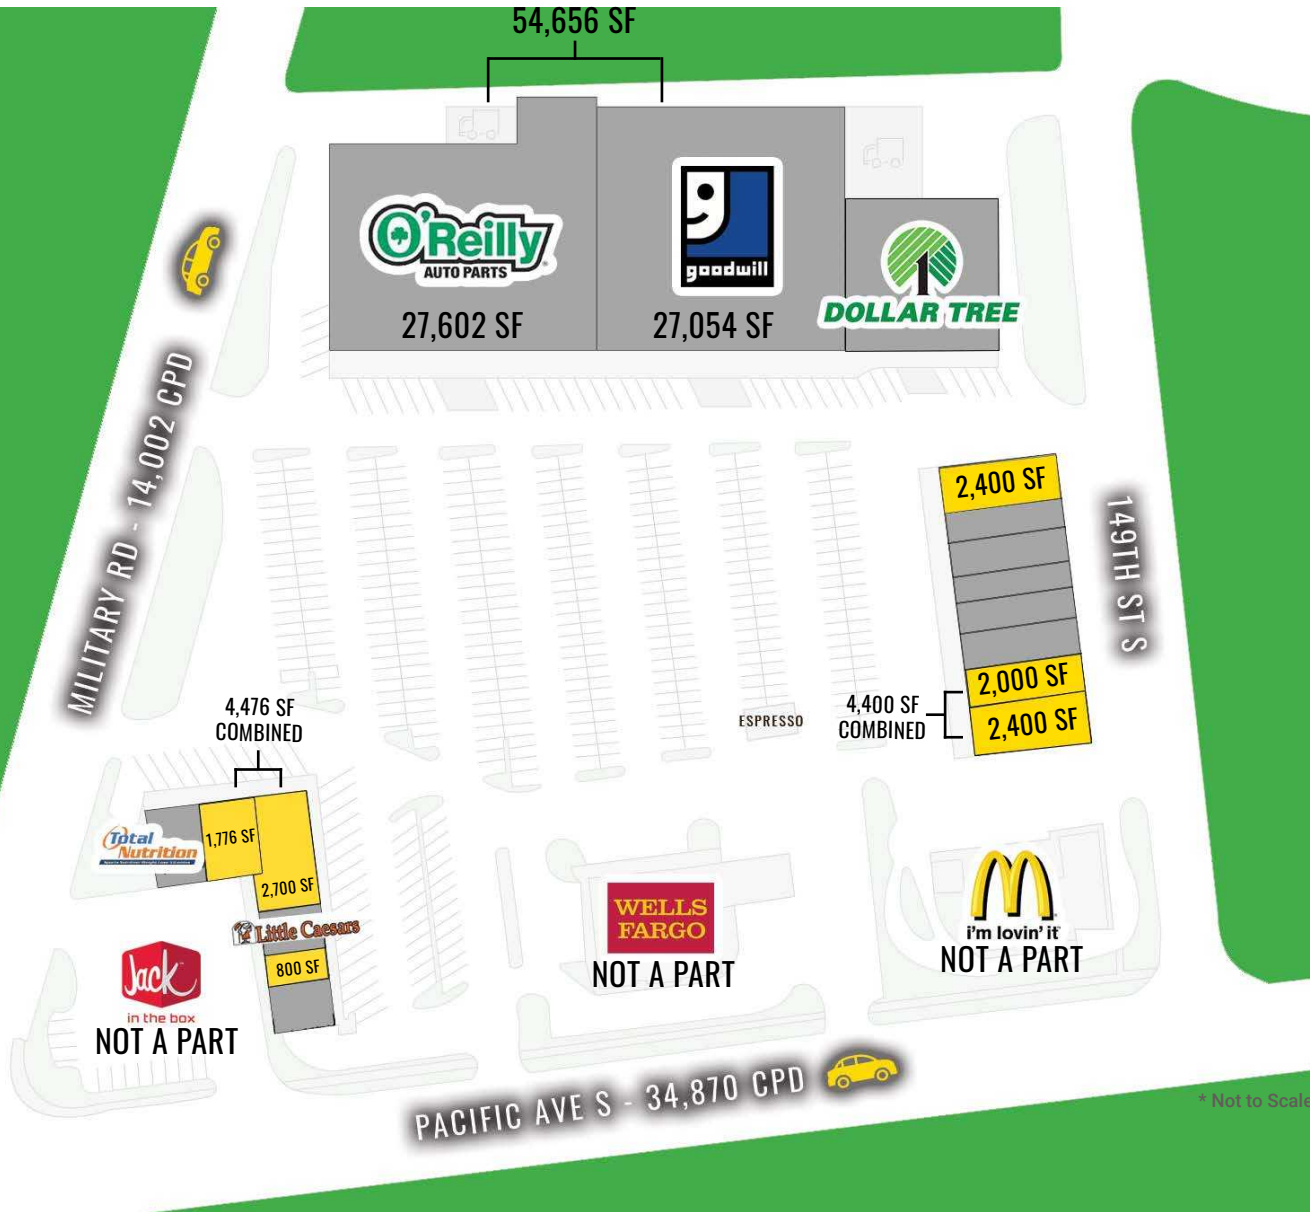 54,656 SF
O'Reilly
AUTO PARTS
27,602 SF
goodwill
27,054 SF
DOLLAR TREE
MILITARY RD - 14,002 CPD
149TH ST S
2,400 SF
2,000 SF
2,400 SF
4,400 SF
COMBINED
ESPRESSO
4,476 SF
COMBINED
Total
Nutrition
1,776 SF
2,700 SF
Little Caesars
800 SF
Jack
in the box
NOT A PART
WELLS
FARGO
NOT A PART
i'm lovin' it
NOT A PART
PACIFIC AVE S - 34,870 CPD
* Not to Scale